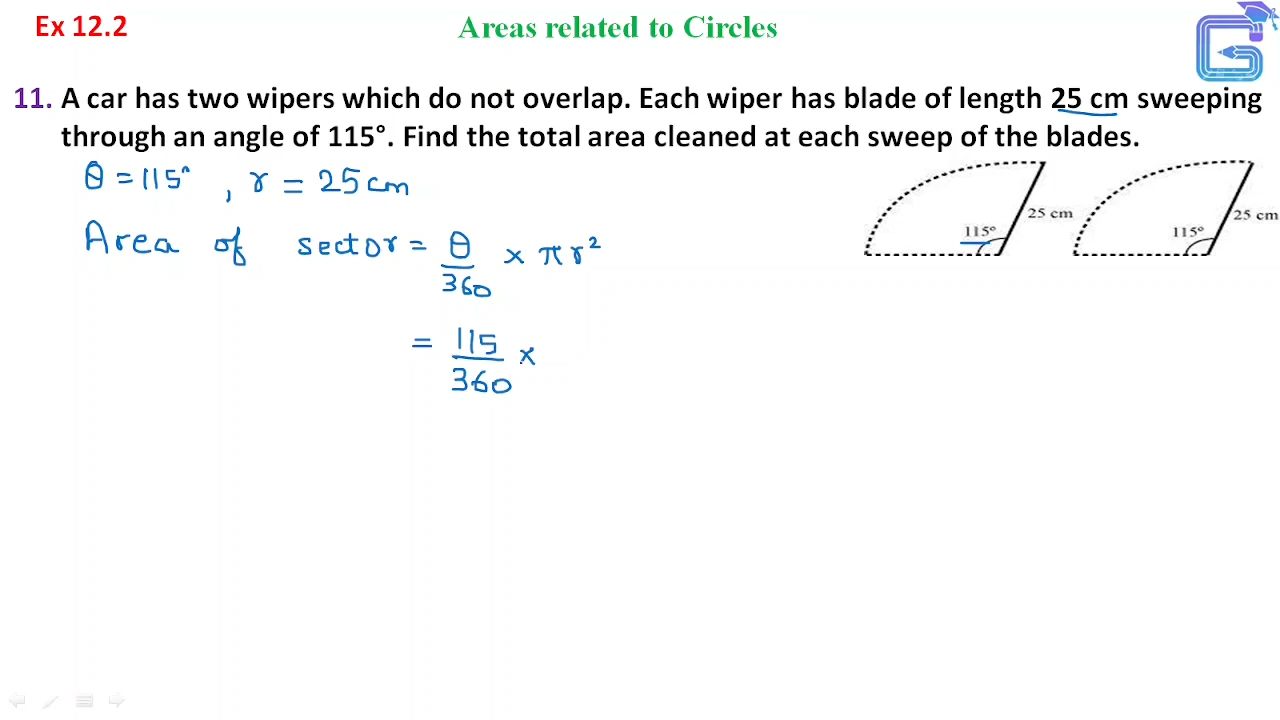 Ex 12.2
Areas related to Circles
11. A car has two wipers which do not overlap. Each wiper has blade of length 25 cm sweeping
through an angle of 115°. Find the total area cleaned at each sweep of the blades.
θ = 115° , r = 25 cm
Area of sector = θ/360 × πr²
= 115/360 ×
25 cm
115°
25 cm
115°